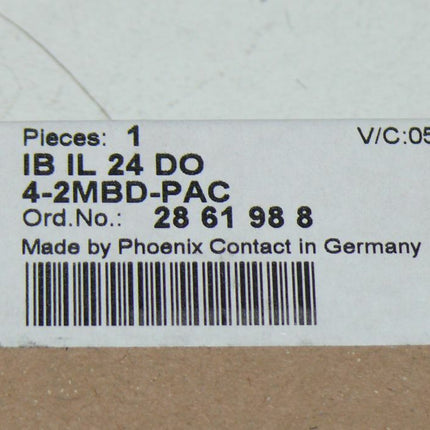 Pieces: 1 V/C:05
IB IL 24 DO
4-2MBD-PAC
Ord.No.: 28 61 98 8
Made by Phoenix Contact in Germany